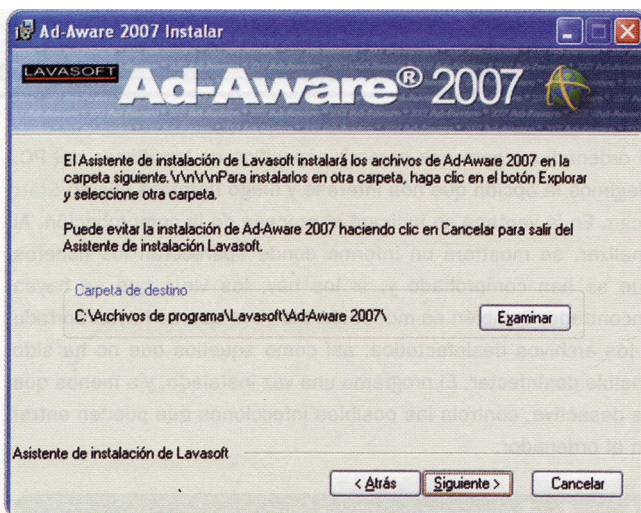 Ad-Aware 2007 Instalar
LAVASOFT
Ad-Aware® 2007
El Asistente de instalación de Lavasoft instalará los archivos de Ad-Aware 2007 en la
carpeta siguiente.\r\n\r\nPara instalarlos en otra carpeta, haga clic en el botón Explorar
y seleccione otra carpeta.
Puede evitar la instalación de Ad-Aware 2007 haciendo clic en Cancelar para salir del
Asistente de instalación Lavasoft.
Carpeta de destino
C:\Archivos de programa\Lavasoft\Ad-Aware 2007\
Examinar
Asistente de instalación de Lavasoft
< Atrás
Siguiente >
Cancelar